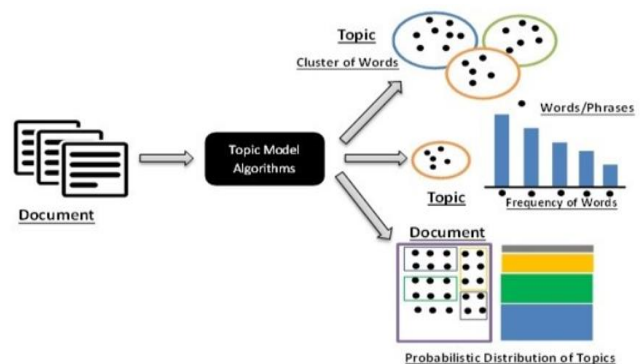 Topic
Cluster of Words
Words/Phrases
Topic Model
Algorithms
Document
Topic
Frequency of Words
Document
Probabilistic Distribution of Topics